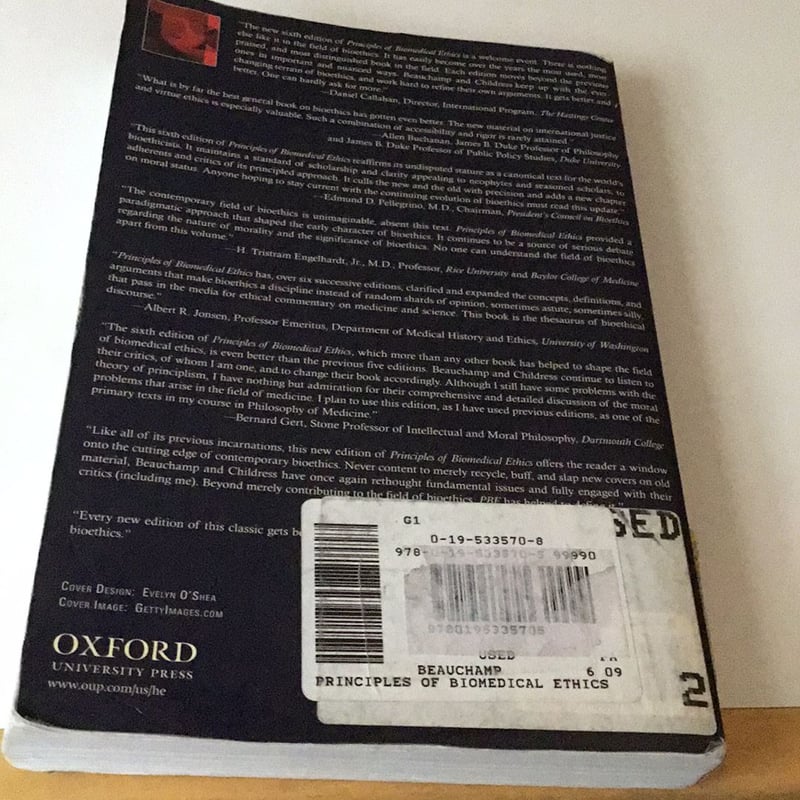 "The new sixth edition of Principles of Biomedical Ethics is a welcome event. There is nothing
else like it in the field of bioethics. It has easily become over the years the most used, most
praised, and most distinguished book in the field. Each edition moves beyond the previous
ones in important and nuanced ways. Beauchamp and Childress keep up with the ever-
changing terrain of bioethics, and work hard to refine their own arguments. It gets better and
better. One can hardly ask for more."
—Daniel Callahan, Director, International Program, The Hastings Center
"What is by far the best general book on bioethics has gotten even better. The new material on international justice
and virtue ethics is especially valuable. Such a combination of accessibility and rigor is rarely attained."
—Allen Buchanan, James B. Duke Professor of Philosophy
and James B. Duke Professor of Public Policy Studies, Duke University
"This sixth edition of Principles of Biomedical Ethics reaffirms its undisputed stature as a canonical text for the world's
bioethicists. It maintains a standard of scholarship and clarity appealing to neophytes and seasoned scholars, to
adherents and critics of its principled approach. It culls the new and the old with precision and adds a new chapter
on moral status. Anyone hoping to stay current with the continuing evolution of bioethics must read this update."
—Edmund D. Pellegrino, M.D., Chairman, President's Council on Bioethics
"The contemporary field of bioethics is unimaginable, absent this text. Principles of Biomedical Ethics provided a
paradigmatic approach that shaped the early character of bioethics. It continues to be a source of serious debate
regarding the nature of morality and the significance of bioethics. No one can understand the field of bioethics
apart from this volume."
—H. Tristram Engelhardt, Jr., M.D., Professor, Rice University and Baylor College of Medicine
"Principles of Biomedical Ethics has, over six successive editions, clarified and expanded the concepts, definitions, and
arguments that make bioethics a discipline instead of random shards of opinion, sometimes astute, sometimes silly,
that pass in the media for ethical commentary on medicine and science. This book is the thesaurus of bioethical
discourse."
—Albert R. Jonsen, Professor Emeritus, Department of Medical History and Ethics, University of Washington
"The sixth edition of Principles of Biomedical Ethics, which more than any other book has helped to shape the field
of biomedical ethics, is even better than the previous five editions. Beauchamp and Childress continue to listen to
their critics, of whom I am one, and to change their book accordingly. Although I still have some problems with the
theory of principlism, I have nothing but admiration for their comprehensive and detailed discussion of the moral
problems that arise in the field of medicine. I plan to use this edition, as I have used previous editions, as one of the
primary texts in my course in Philosophy of Medicine."
—Bernard Gert, Stone Professor of Intellectual and Moral Philosophy, Dartmouth College
"Like all of its previous incarnations, this new edition of Principles of Biomedical Ethics offers the reader a window
onto the cutting edge of contemporary bioethics. Never content to merely recycle, buff, and slap new covers on old
material, Beauchamp and Childress have once again rethought fundamental issues and fully engaged with their
critics (including me). Beyond merely contributing to the field of bioethics, PBE has helped to define it."
"Every new edition of this classic gets be
bioethics."
COVER DESIGN: EVELYN O'SHEA
COVER IMAGE: GETTYIMAGES.COM
OXFORD
UNIVERSITY PRESS
www.oup.com/us/he
SED
G1
0-19-533570-8
978-0-19-533570-5 99990
9780195335705
USED
BEAUCHAMP 6 09
PRINCIPLES OF BIOMEDICAL ETHICS
2